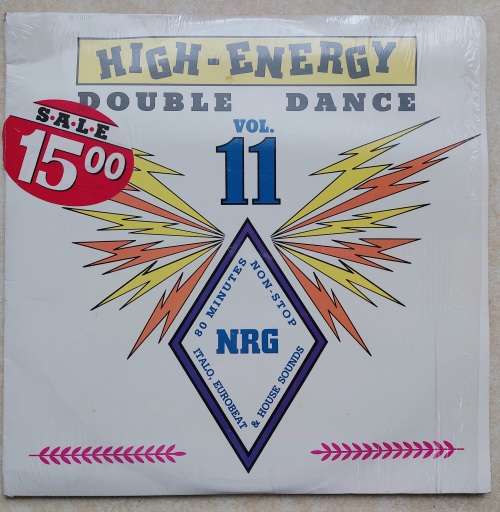 HIGH-ENERGY
DOUBLE DANCE
VOL.
11
S·A·L·E
15 00
80 MINUTES
NON-STOP
NRG
ITALO, EUROBEAT
& HOUSE SOUNDS